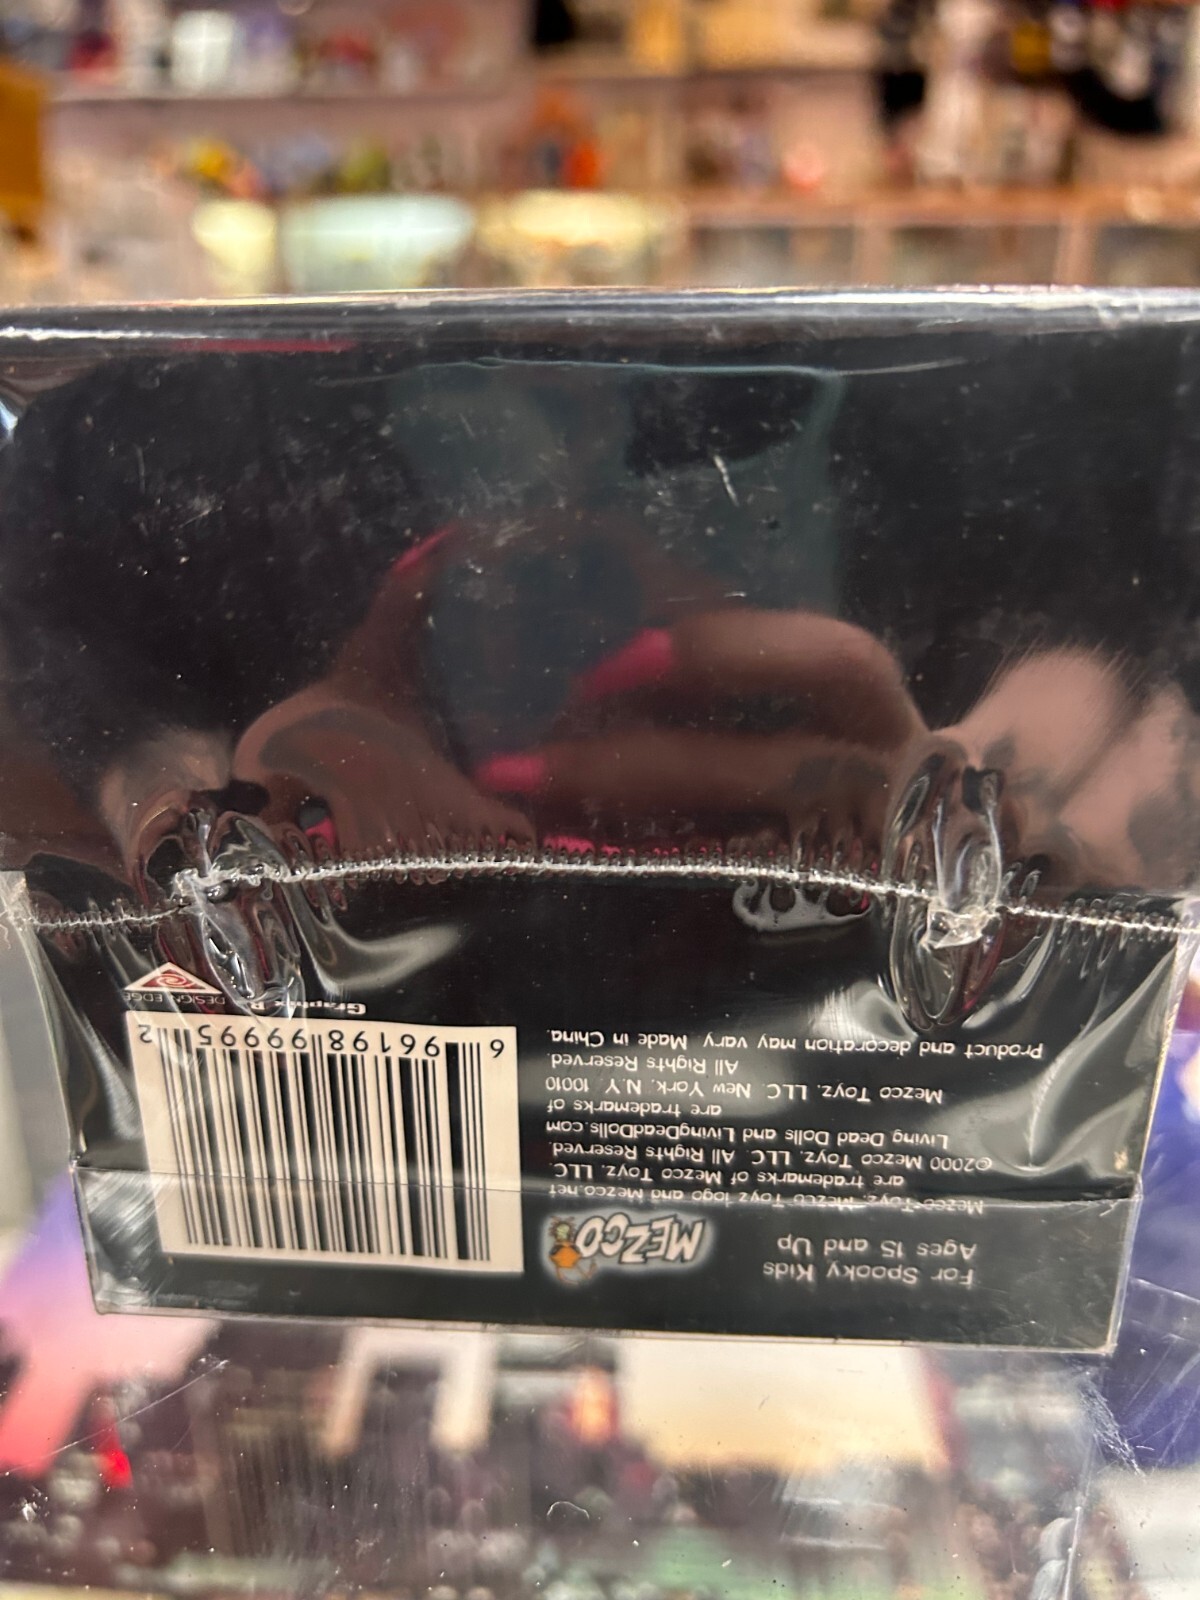 For Spooky Kids
Ages 15 and Up
MEZCO
Mezco Toyz, Mezco Toyz logo and Mezco.net
are trademarks of Mezco Toyz, LLC.
©2000 Mezco Toyz, LLC. All Rights Reserved.
Living Dead Dolls and LivingDeadDolls.com
are trademarks of
Mezco Toyz, LLC. New York, N.Y. 10010
All Rights Reserved.
Product and decoration may vary. Made in China.
6 96198 99995 2
Graphix
DESIGN EDGE